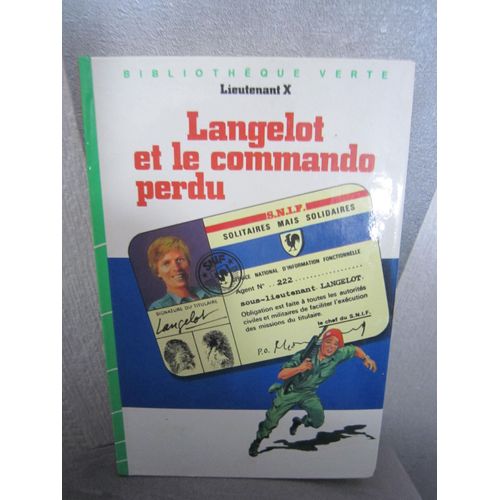 BIBLIOTHÈQUE VERTE
Lieutenant X
Langelot
et le commando
perdu
S.N.I.F.
SOLITAIRES MAIS SOLIDAIRES
SNIF
SERVICE NATIONAL D'INFORMATION FONCTIONNELLE
Agent N° ..222..................
sous-lieutenant LANGELOT.
Obligation est faite à toutes les autorités
civiles et militaires de faciliter l'exécution
des missions du titulaire.
le chef du S.N.I.F.
P.O.
SIGNATURE DU TITULAIRE
Langelot